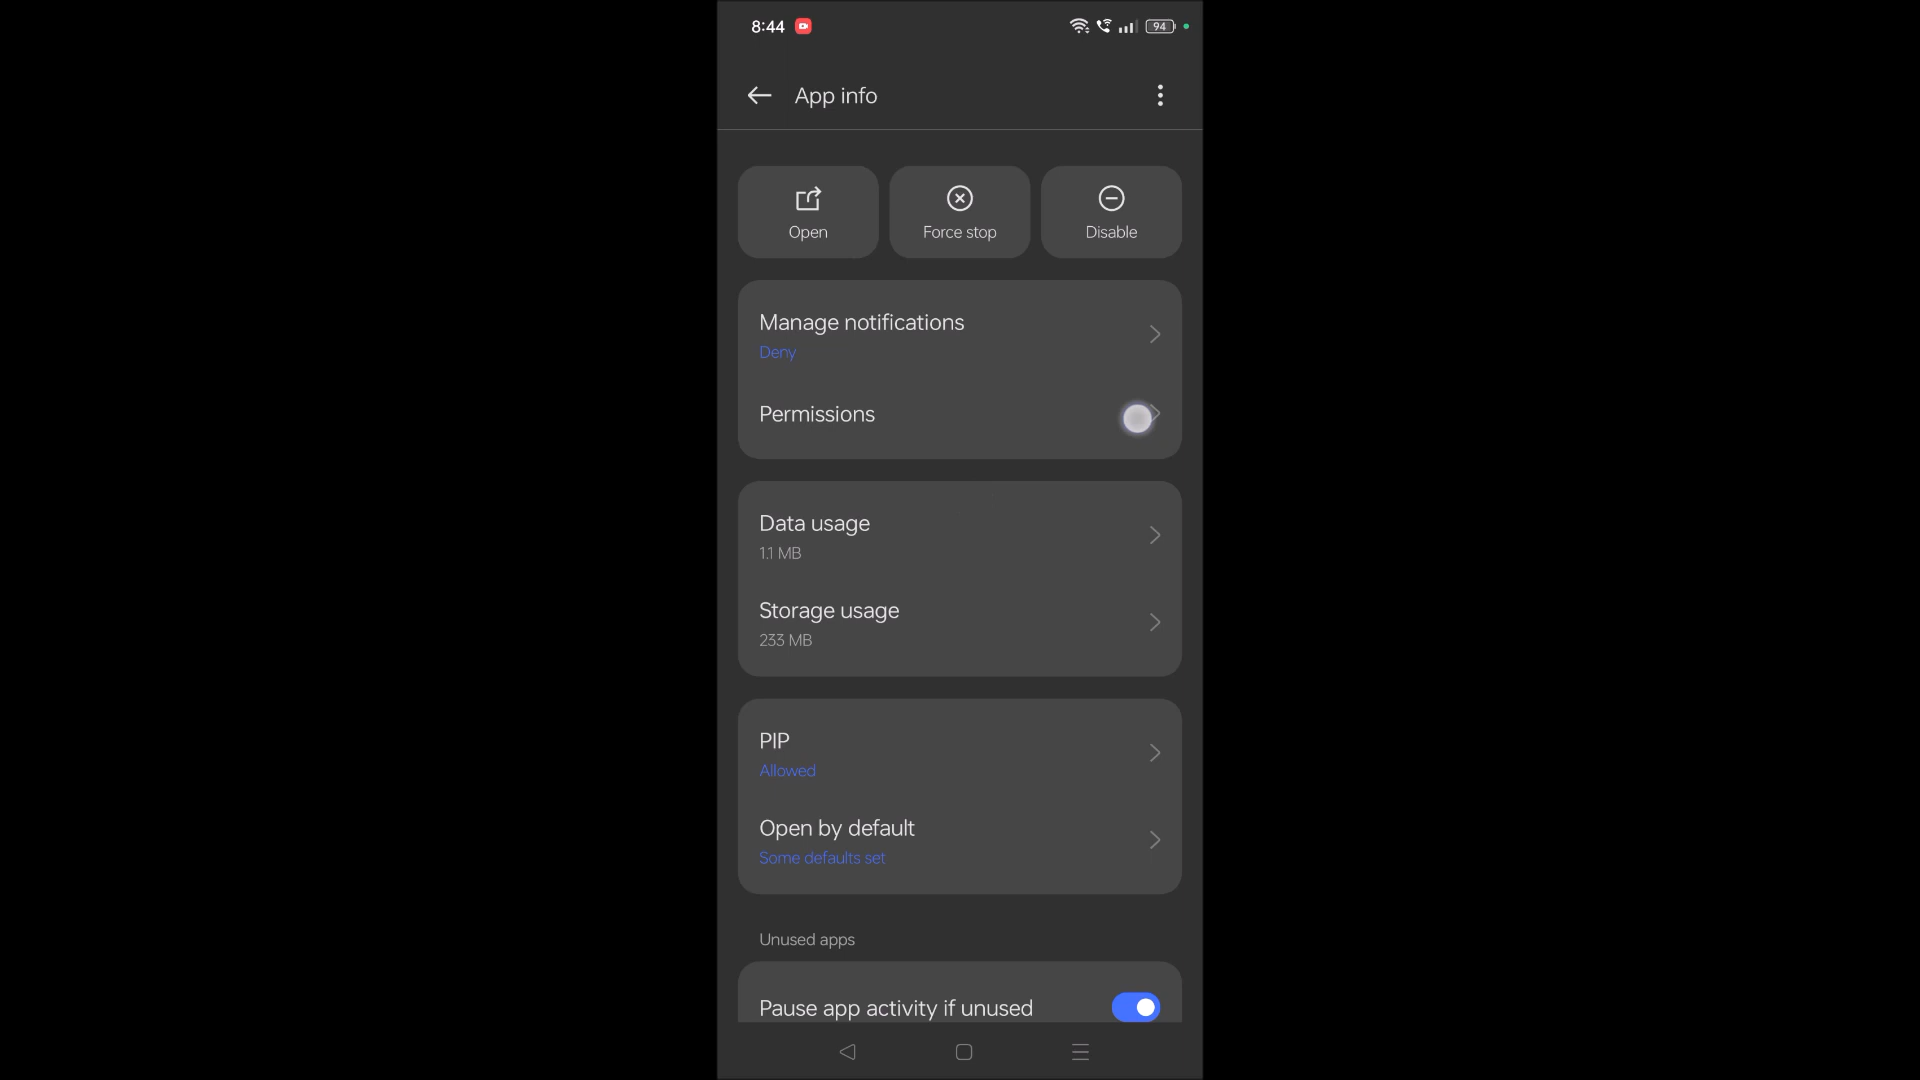 8:44
94
App info
Open
Force stop
Disable
Manage notifications
Deny
Permissions
Data usage
1.1 MB
Storage usage
233 MB
PIP
Allowed
Open by default
Some defaults set
Unused apps
Pause app activity if unused